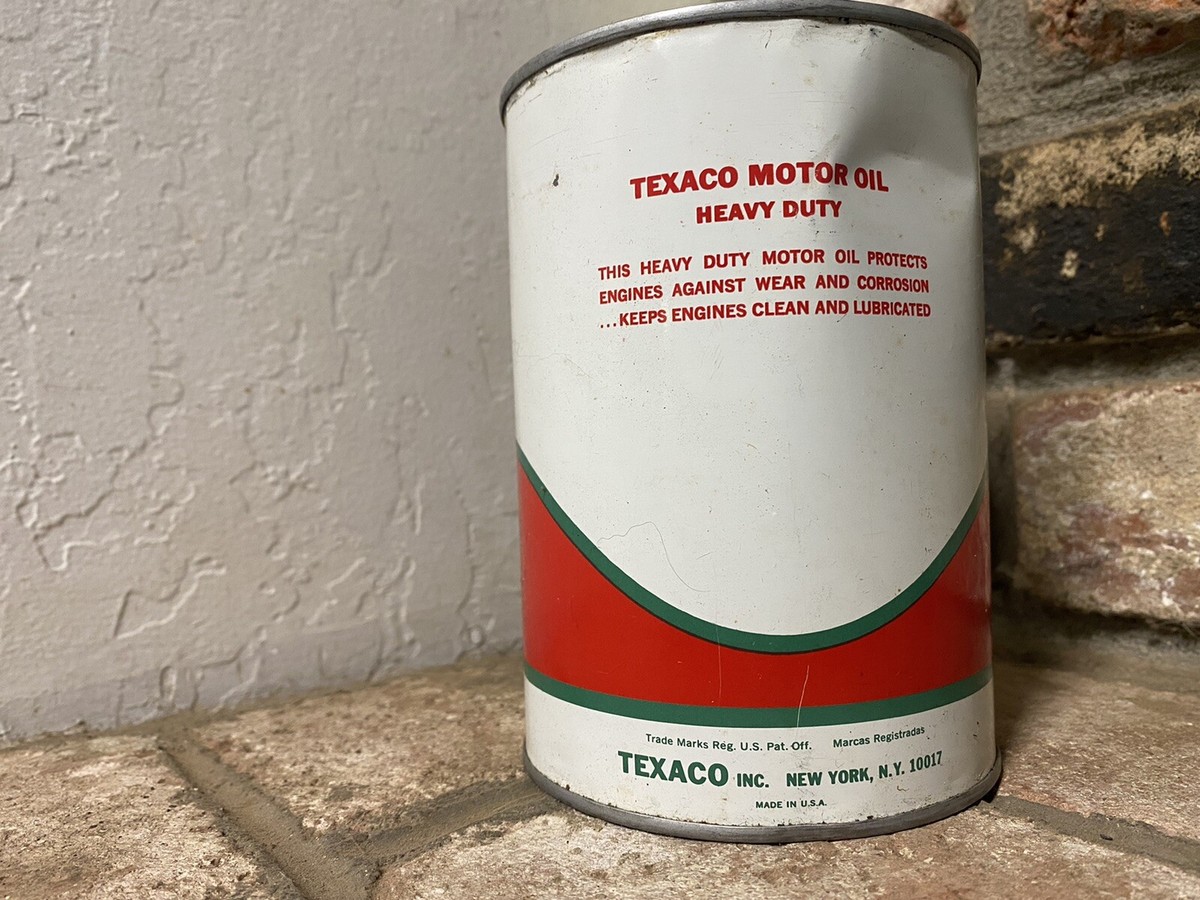 TEXACO MOTOR OIL
HEAVY DUTY
THIS HEAVY DUTY MOTOR OIL PROTECTS
ENGINES AGAINST WEAR AND CORROSION
...KEEPS ENGINES CLEAN AND LUBRICATED
Trade Marks Reg. U.S. Pat. Off. Marcas Registradas
TEXACO INC. NEW YORK, N.Y. 10017
MADE IN U.S.A.